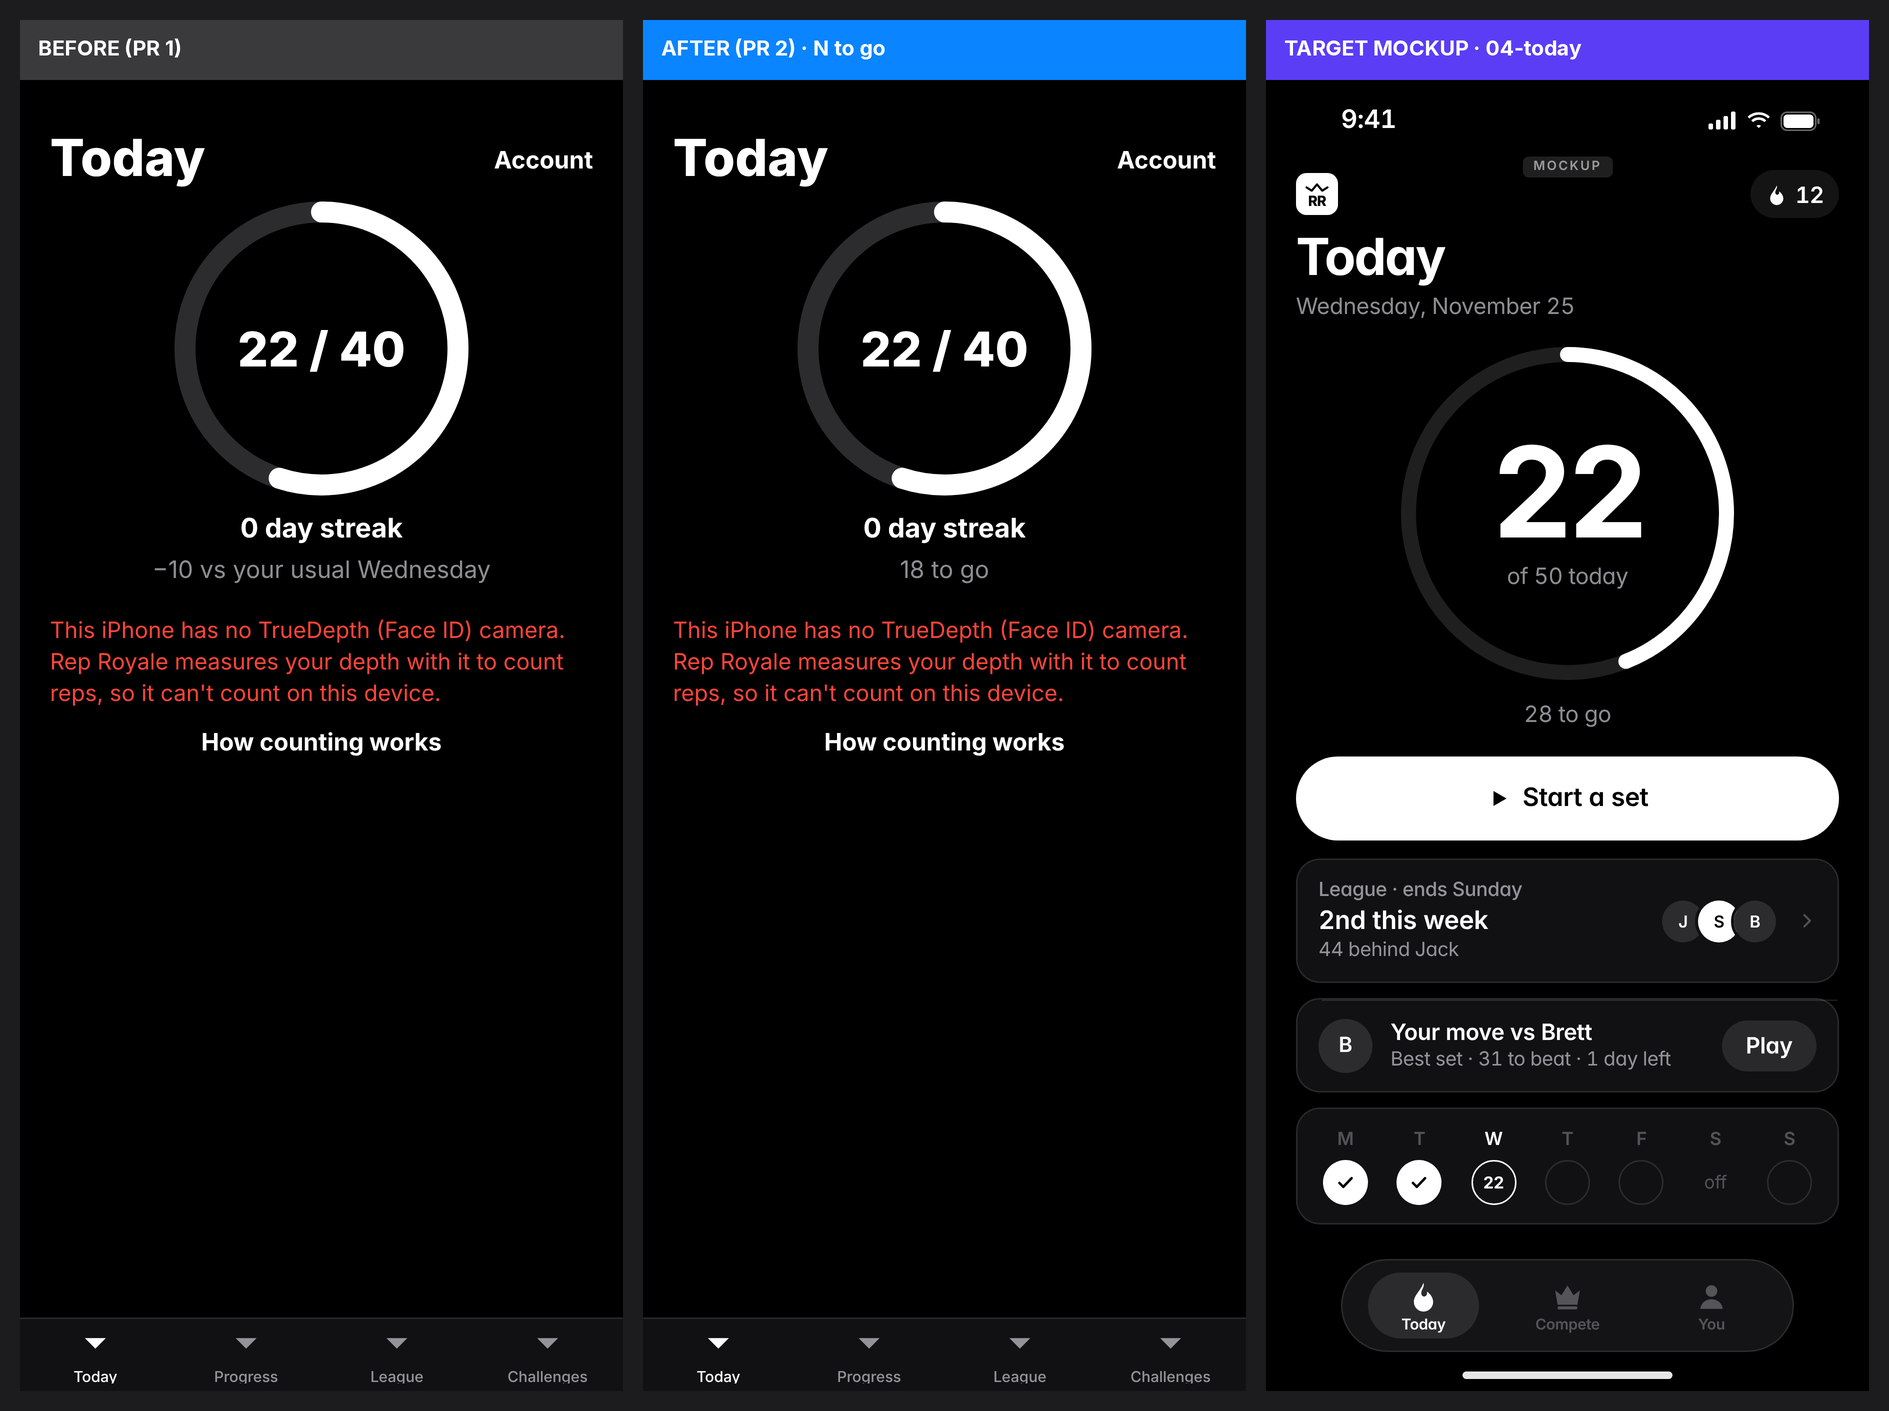 BEFORE (PR 1)
Today
Account
22 / 40
0 day streak
−10 vs your usual Wednesday
This iPhone has no TrueDepth (Face ID) camera.
Rep Royale measures your depth with it to count
reps, so it can't count on this device.
How counting works
Today
Progress
League
Challenges
AFTER (PR 2) · N to go
Today
Account
22 / 40
0 day streak
18 to go
This iPhone has no TrueDepth (Face ID) camera.
Rep Royale measures your depth with it to count
reps, so it can't count on this device.
How counting works
Today
Progress
League
Challenges
TARGET MOCKUP · 04-today
9:41
MOCKUP
RR
12
Today
Wednesday, November 25
22
of 50 today
28 to go
Start a set
League · ends Sunday
2nd this week
44 behind Jack
J S B
B
Your move vs Brett
Best set · 31 to beat · 1 day left
Play
M T W T F S S
22 off
Today
Compete
You